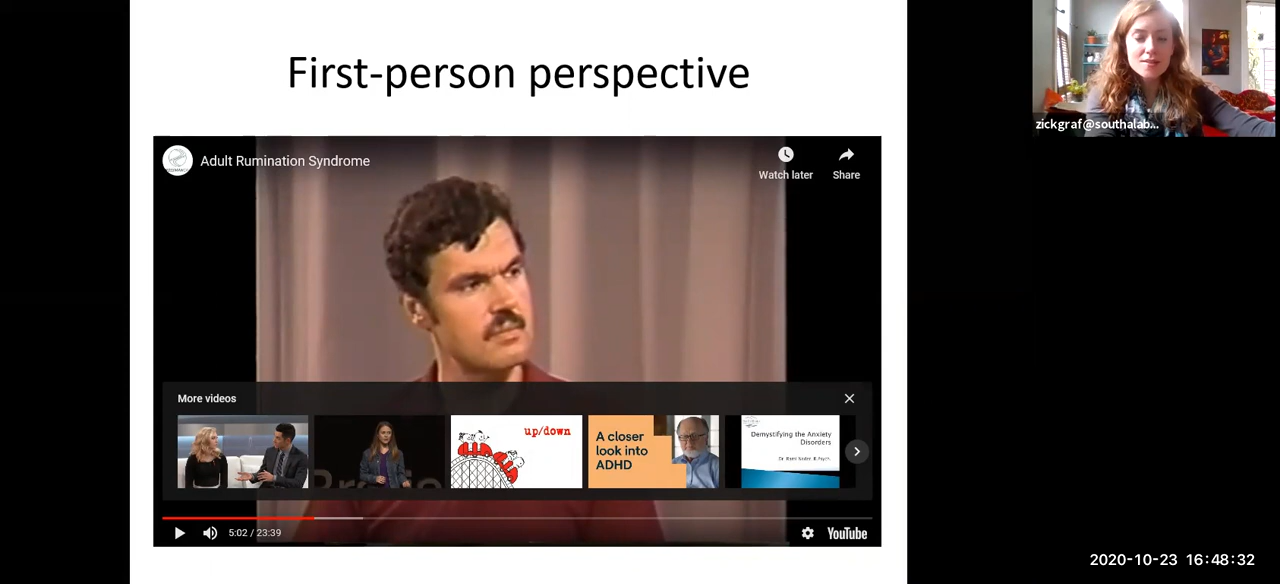 First-person perspective
zickgraf@southalab...
Adult Rumination Syndrome
Watch later
Share
More videos
up/down
A closer
look into
ADHD
Demystifying the Anxiety
Disorders
5:02 / 23:39
YouTube
2020-10-23 16:48:32